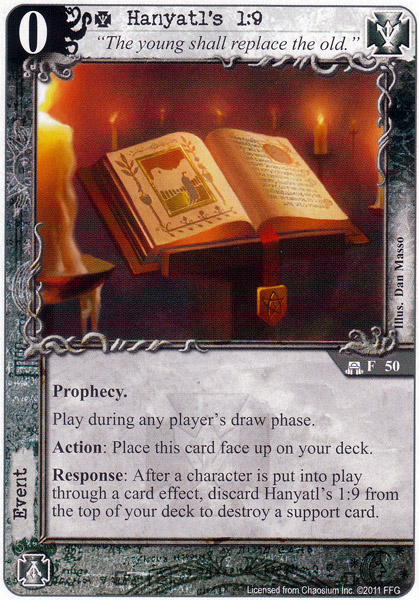 0
Hanyatl's 1:9
“The young shall replace the old.”
Illus. Dan Masso
F 50
Prophecy.
Play during any player's draw phase.
Action: Place this card face up on your deck.
Response: After a character is put into play
through a card effect, discard Hanyatl's 1:9 from
the top of your deck to destroy a support card.
Event
Licensed from Chaosium Inc. ©2011 FFG